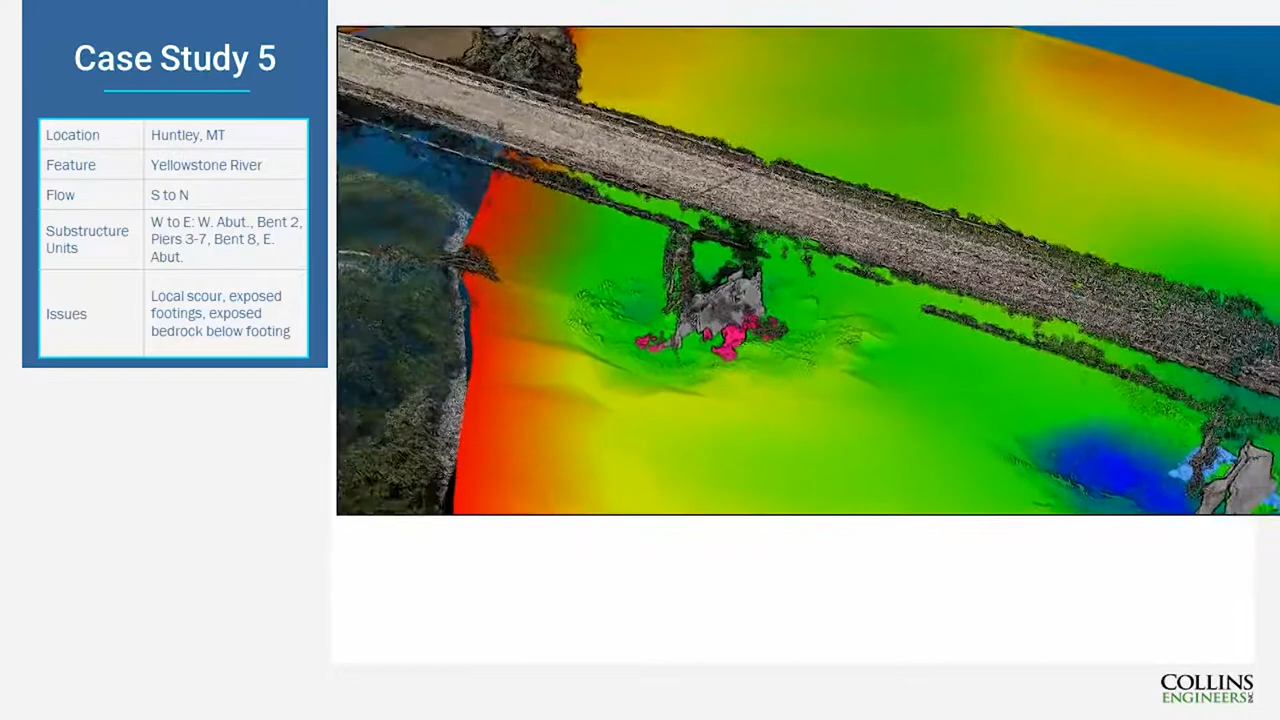 Case Study 5
Location
Huntley, MT
Feature
Yellowstone River
Flow
S to N
Substructure
Units
W to E: W. Abut., Bent 2,
Piers 3-7, Bent 8, E.
Abut.
Issues
Local scour, exposed
footings, exposed
bedrock below footing
COLLINS
ENGINEERS INC